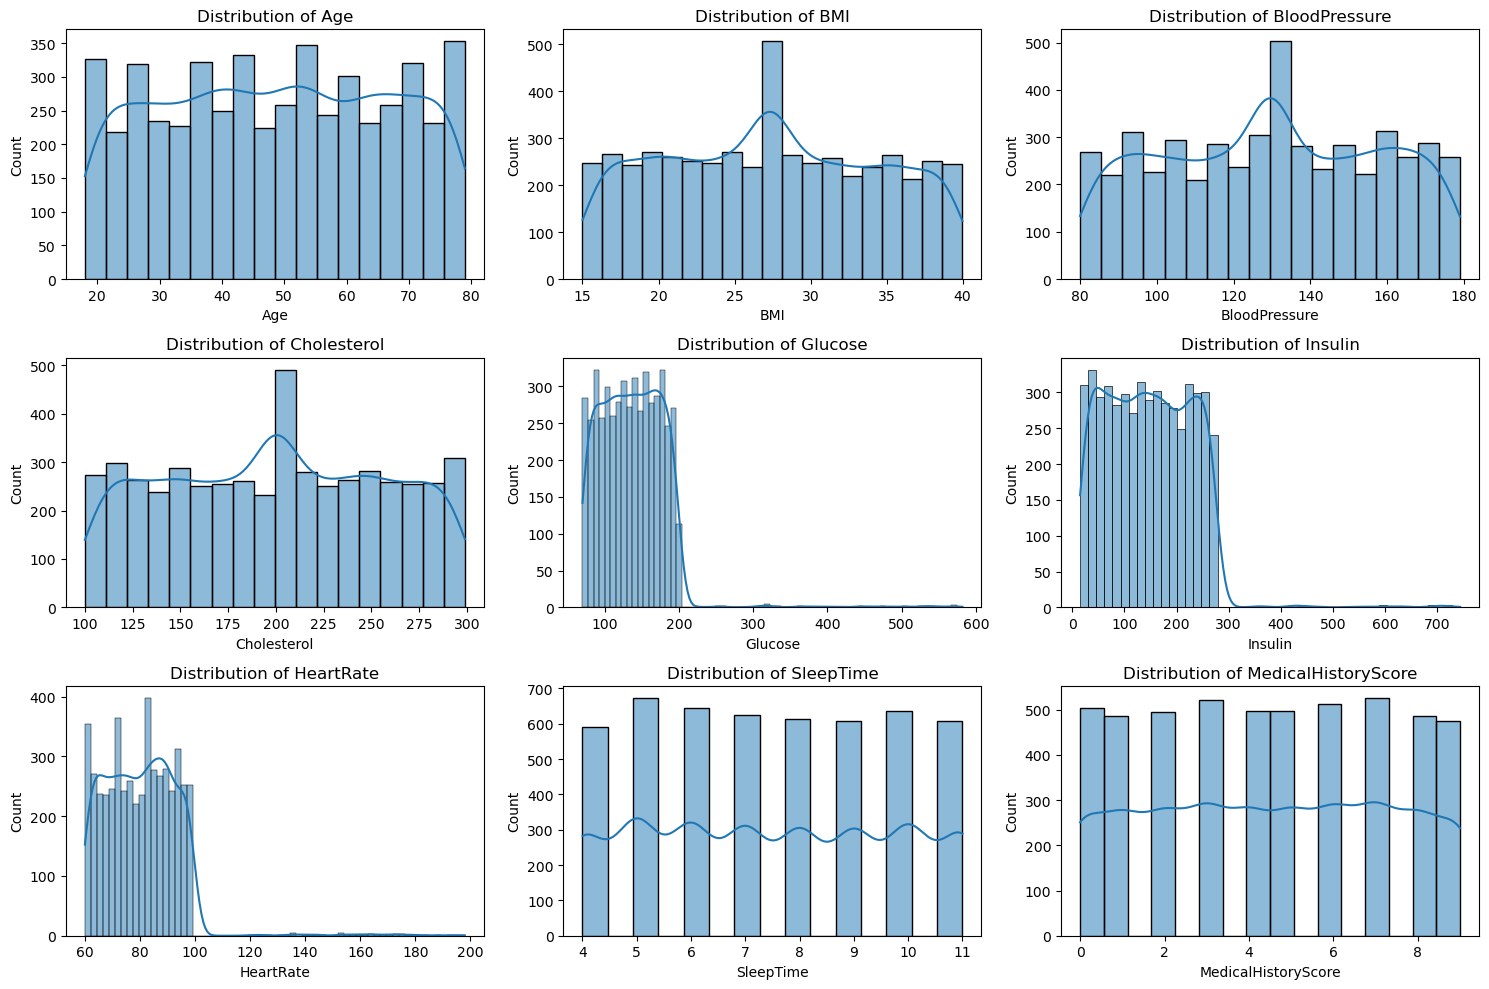 Distribution of Age
Distribution of BMI
Distribution of BloodPressure
350
300
250
200
150
100
50
0
Count
20 30 40 50 60 70 80
Age
500
400
300
200
100
0
Count
15 20 25 30 35 40
BMI
500
400
300
200
100
0
Count
80 100 120 140 160 180
BloodPressure
Distribution of Cholesterol
Distribution of Glucose
Distribution of Insulin
500
400
300
200
100
0
Count
100 125 150 175 200 225 250 275 300
Cholesterol
300
250
200
150
100
50
0
Count
100 200 300 400 500 600
Glucose
300
250
200
150
100
50
0
Count
0 100 200 300 400 500 600 700
Insulin
Distribution of HeartRate
Distribution of SleepTime
Distribution of MedicalHistoryScore
400
300
200
100
0
Count
60 80 100 120 140 160 180 200
HeartRate
700
600
500
400
300
200
100
0
Count
4 5 6 7 8 9 10 11
SleepTime
500
400
300
200
100
0
Count
0 2 4 6 8
MedicalHistoryScore